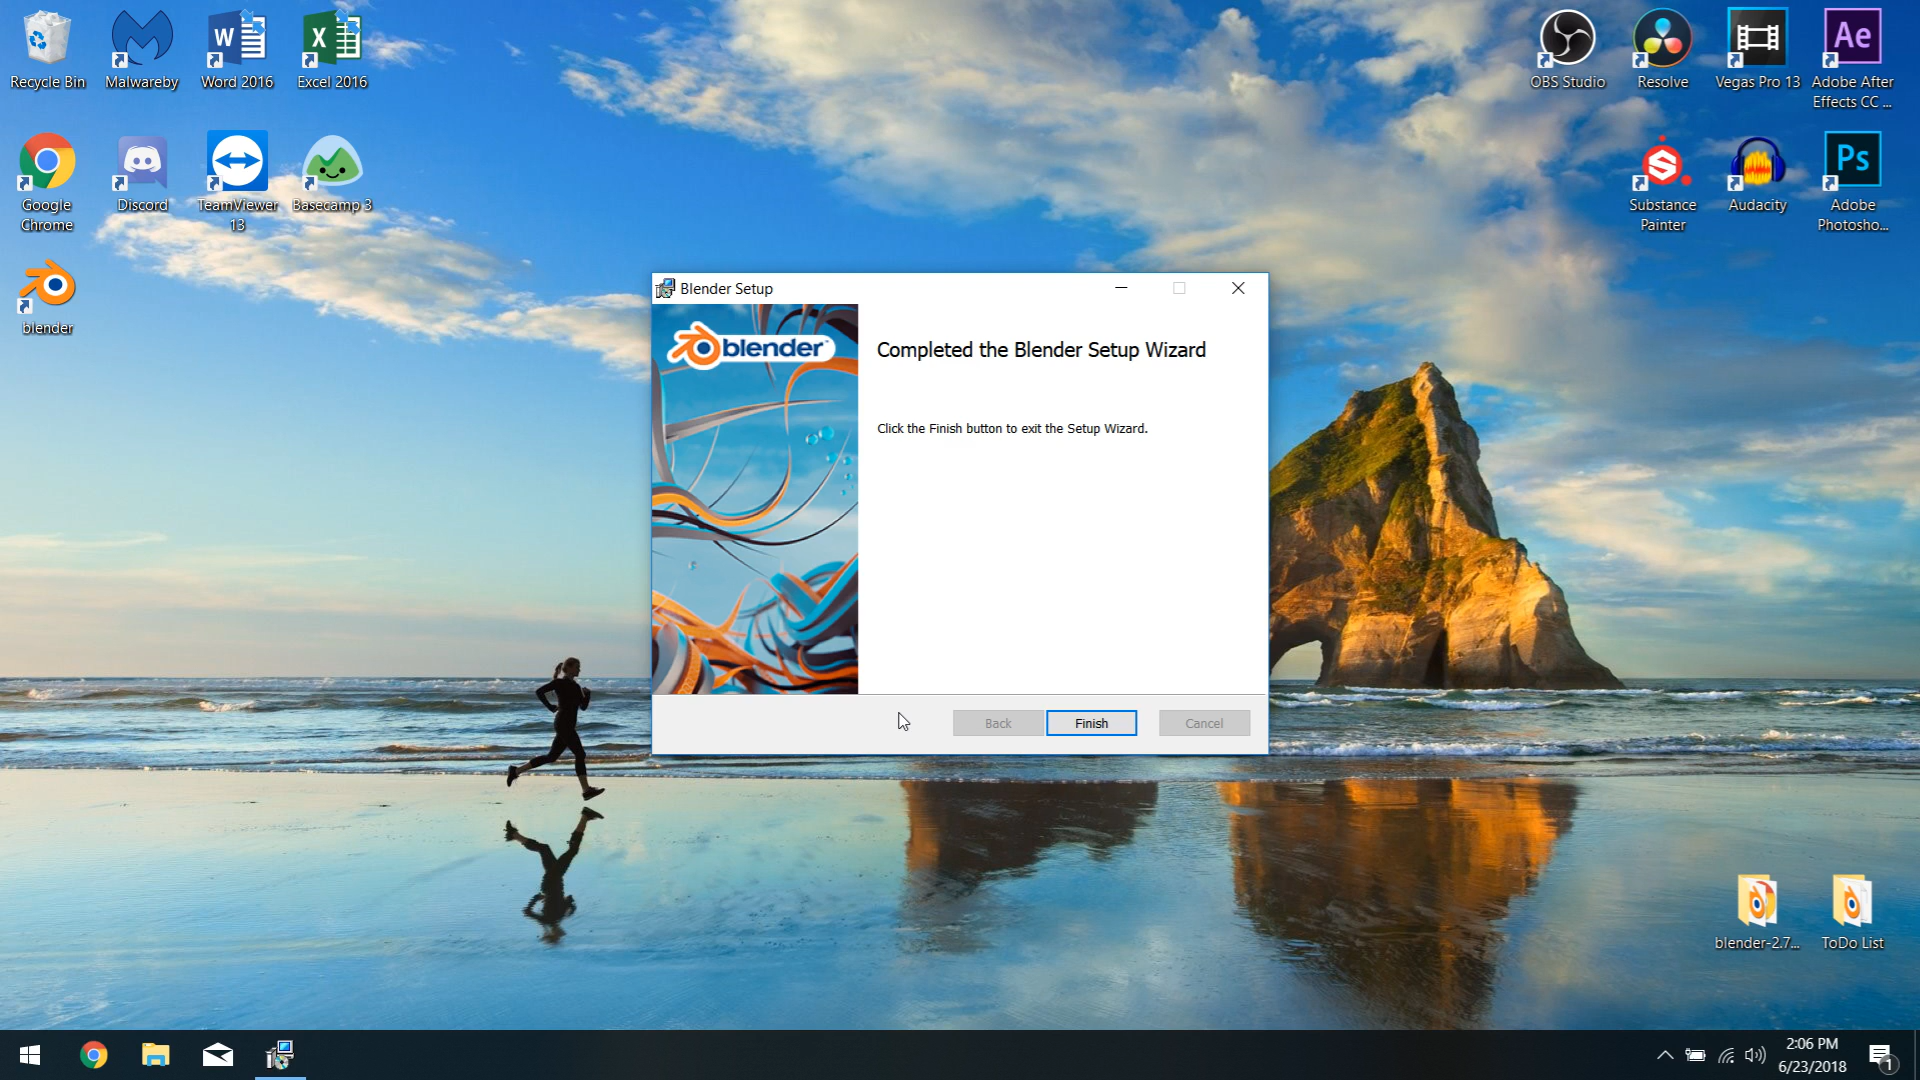 Recycle Bin
Malwareby
Word 2016
Excel 2016
OBS Studio
Resolve
Vegas Pro 13
Adobe After
Effects CC ...
Google
Chrome
Discord
TeamViewer
13
Basecamp 3
Substance
Painter
Audacity
Adobe
Photosho...
W
X
Ae
Ps
S
blender
Blender Setup
blender
Completed the Blender Setup Wizard
Click the Finish button to exit the Setup Wizard.
Back
Finish
Cancel
blender-2.7...
ToDo List
2:06 PM
6/23/2018
1